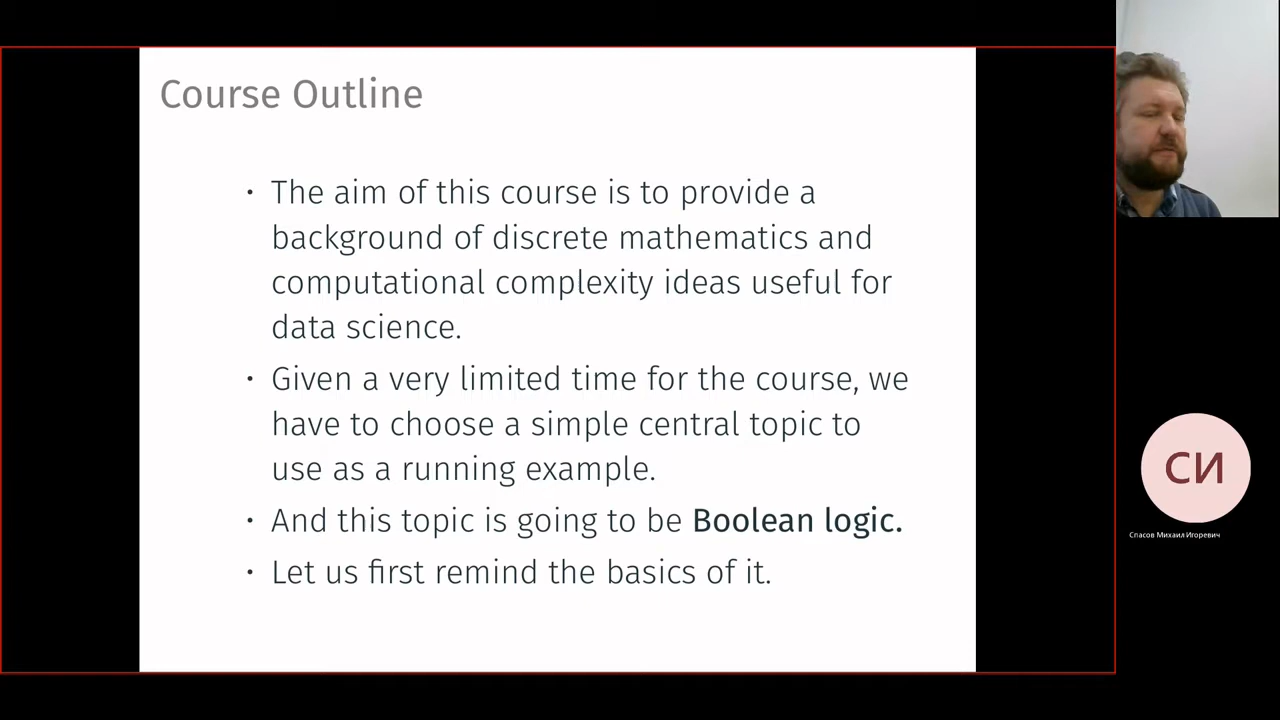 Course Outline
· The aim of this course is to provide a
background of discrete mathematics and
computational complexity ideas useful for
data science.
· Given a very limited time for the course, we
have to choose a simple central topic to
use as a running example.
· And this topic is going to be Boolean logic.
· Let us first remind the basics of it.
СИ
Спасов Михаил Игоревич